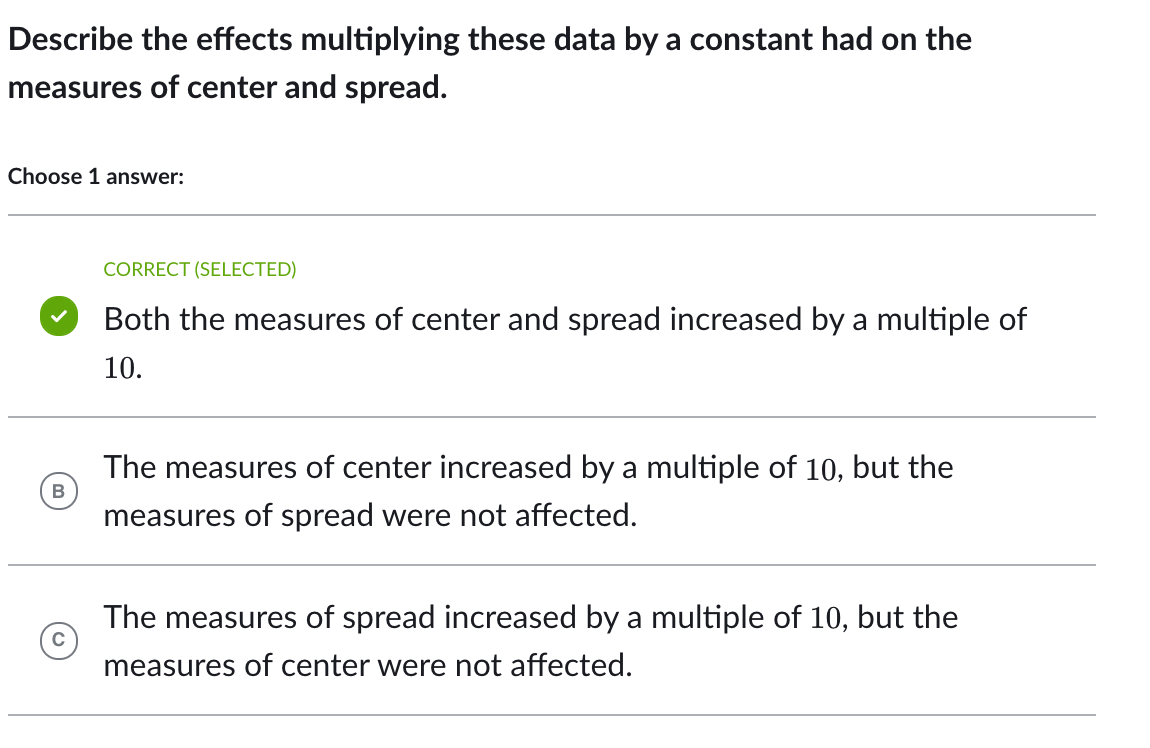 Describe the effects multiplying these data by a constant had on the
measures of center and spread.
Choose 1 answer:
CORRECT (SELECTED)
Both the measures of center and spread increased by a multiple of
10.
B
The measures of center increased by a multiple of 10, but the
measures of spread were not affected.
C
The measures of spread increased by a multiple of 10, but the
measures of center were not affected.